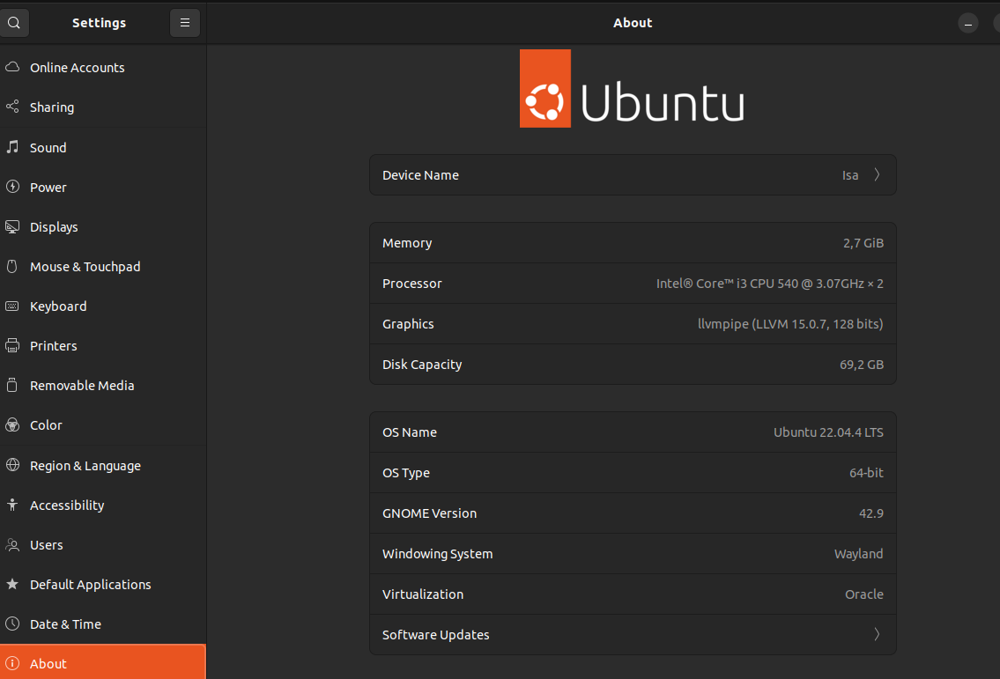 Settings
About
Online Accounts
Sharing
Sound
Power
Displays
Mouse & Touchpad
Keyboard
Printers
Removable Media
Color
Region & Language
Accessibility
Users
Default Applications
Date & Time
About
Ubuntu
Device Name Isa
Memory 2,7 GiB
Processor Intel® Core™ i3 CPU 540 @ 3.07GHz × 2
Graphics llvmpipe (LLVM 15.0.7, 128 bits)
Disk Capacity 69,2 GB
OS Name Ubuntu 22.04.4 LTS
OS Type 64-bit
GNOME Version 42.9
Windowing System Wayland
Virtualization Oracle
Software Updates